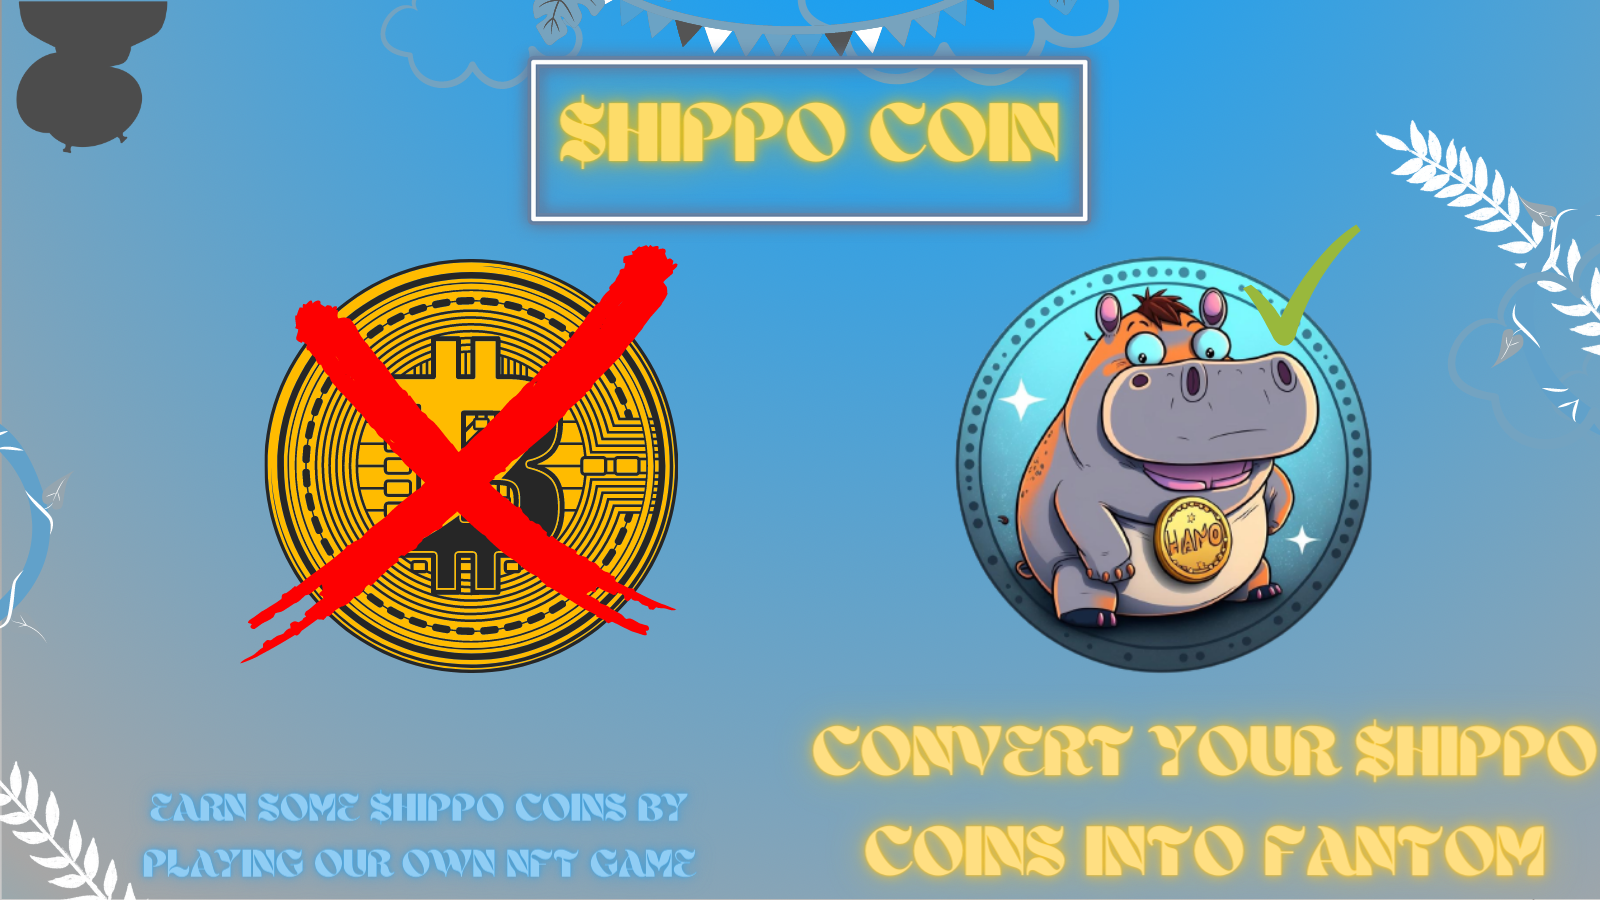 $HIPPO COIN
HAMO
EARN SOME $HIPPO COINS BY
PLAYING OUR OWN NFT GAME
CONVERT YOUR $HIPPO
COINS INTO FANTOM